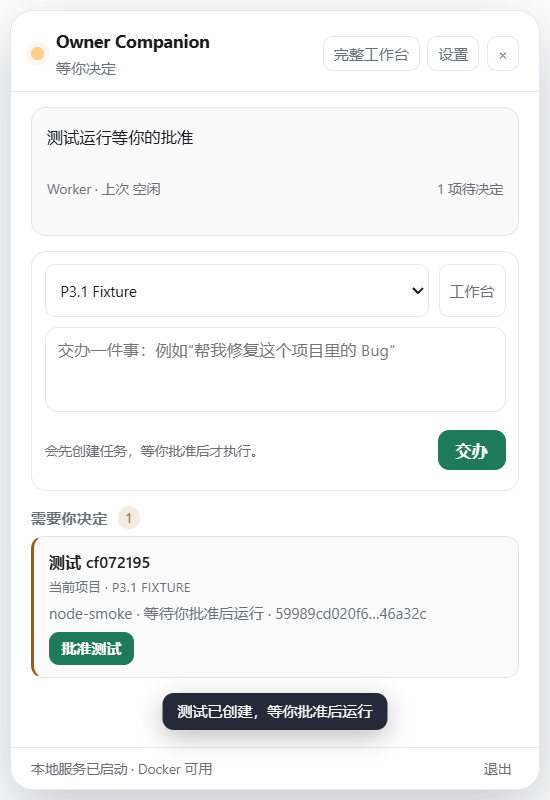 Owner Companion
等你决定
完整工作台
设置
×
测试运行等你的批准
Worker · 上次 空闲
1 项待决定
P3.1 Fixture
工作台
交办一件事：例如“帮我修复这个项目里的 Bug”
会先创建任务，等你批准后才执行。
交办
需要你决定
1
测试 cf072195
当前项目 · P3.1 FIXTURE
node-smoke · 等待你批准后运行 · 59989cd020f6…46a32c
批准测试
测试已创建，等你批准后运行
本地服务已启动 · Docker 可用
退出